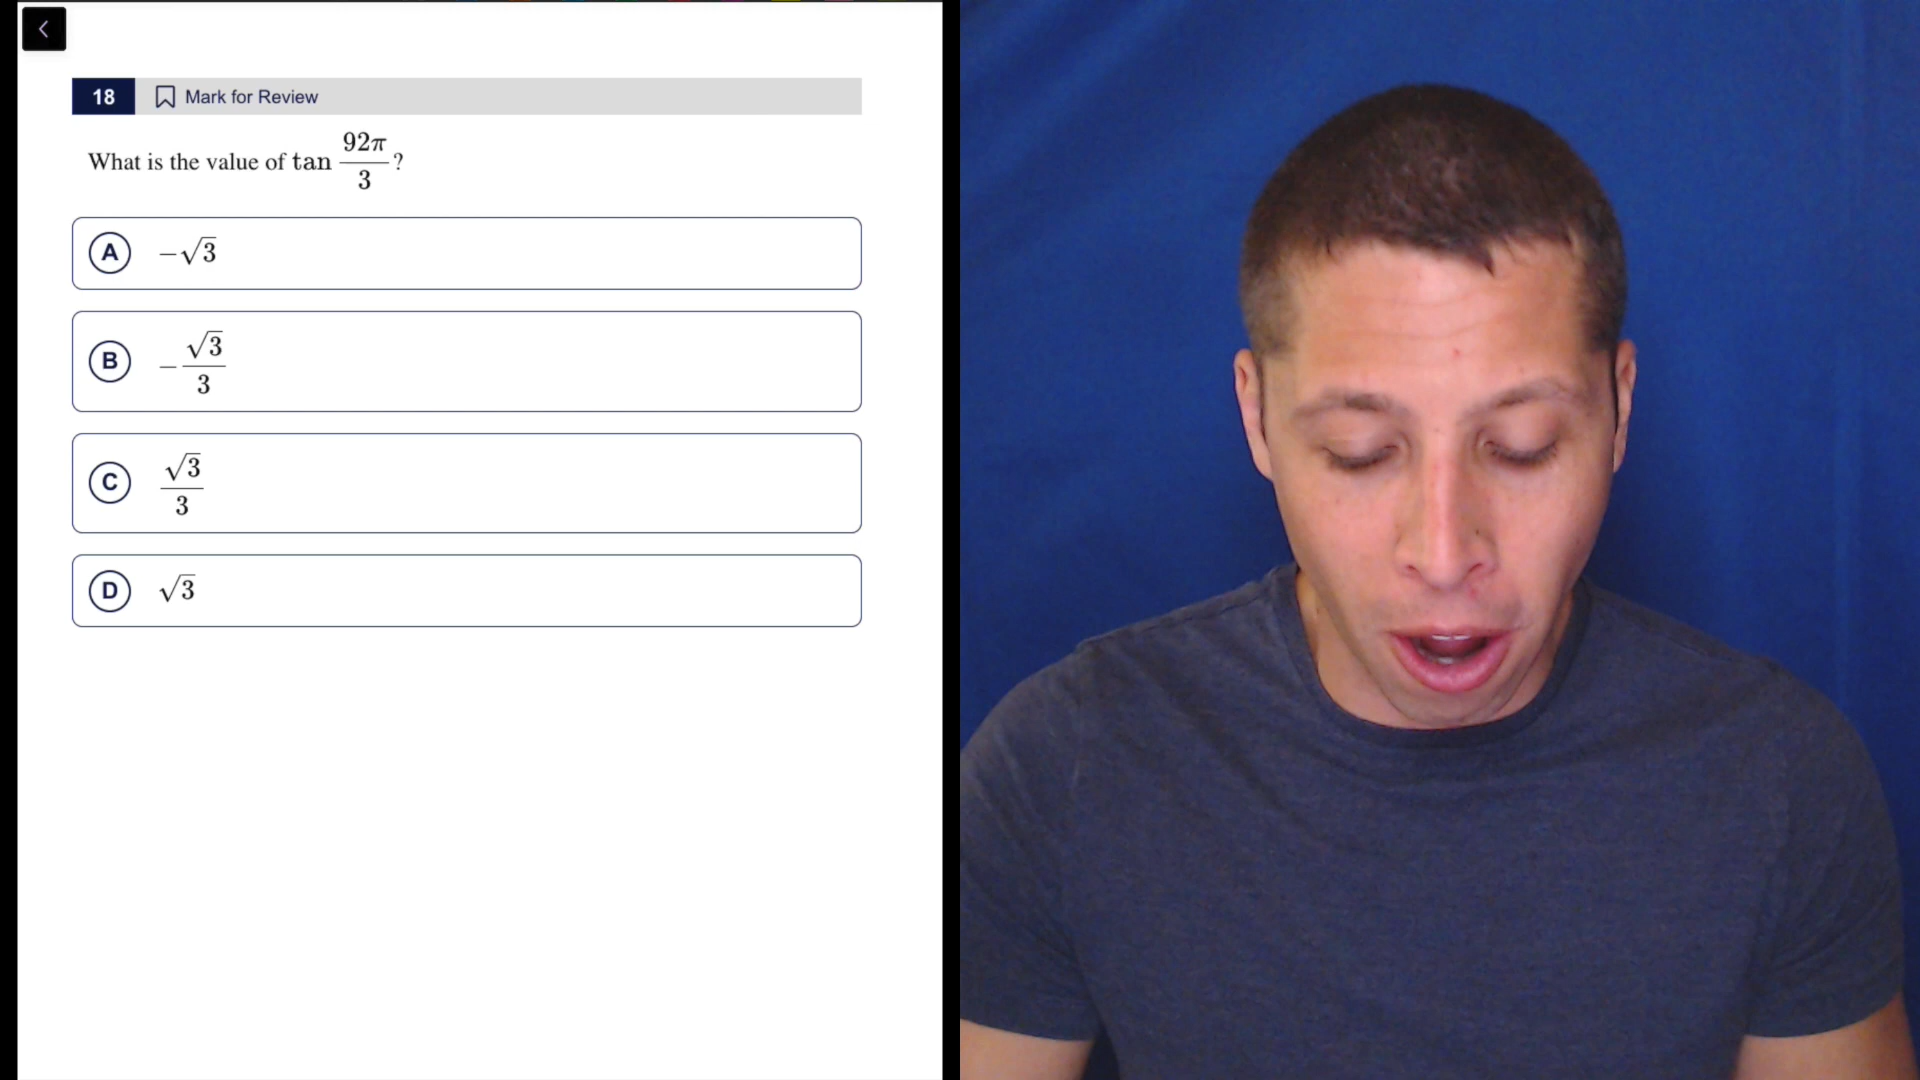 18 Mark for Review
What is the value of tan 92π/3?
A −√3
B −√3/3
C √3/3
D √3